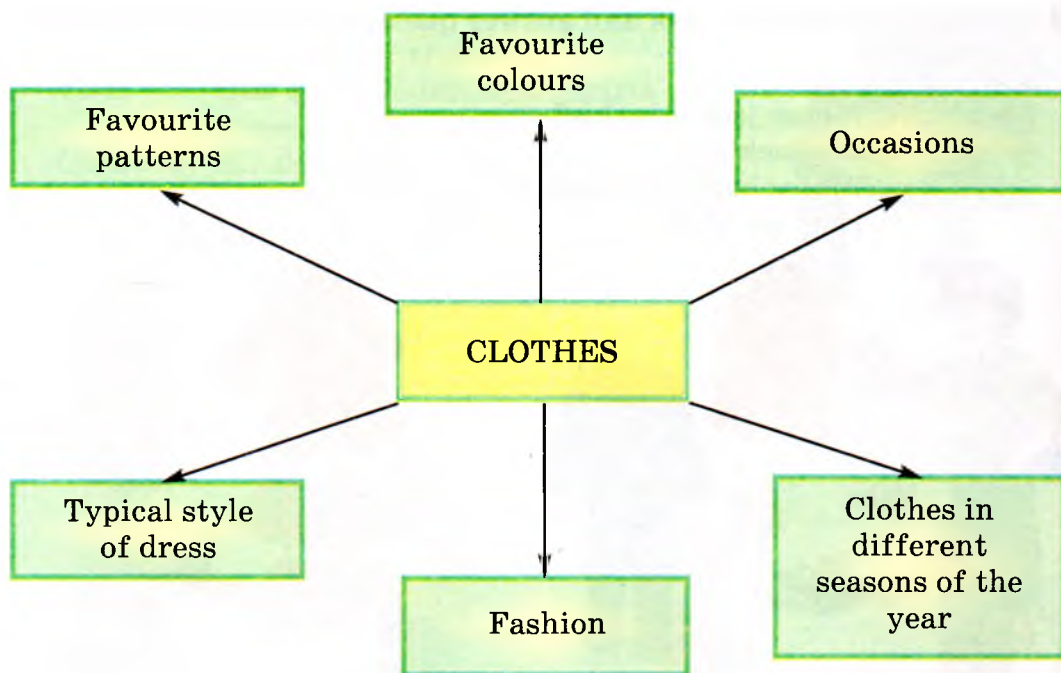 Favourite
colours
Favourite
patterns
Occasions
CLOTHES
Typical style
of dress
Fashion
Clothes in
different
seasons of the
year